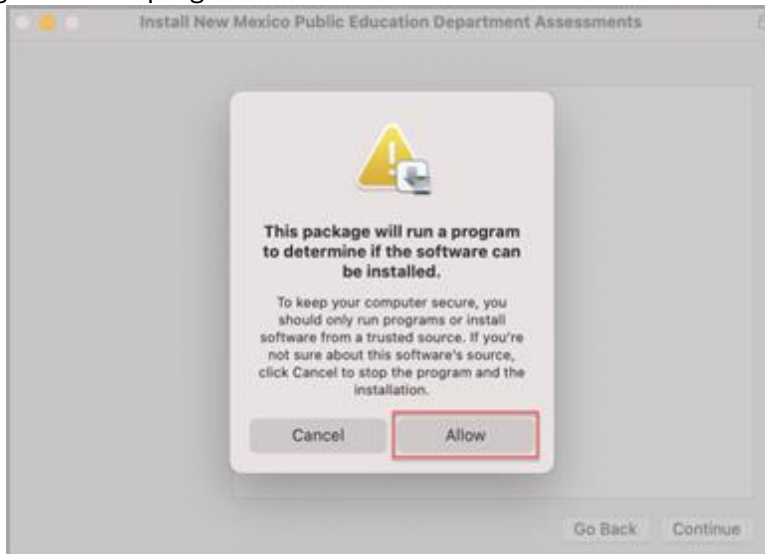 Install New Mexico Public Education Department Assessments
This package will run a program
to determine if the software can
be installed.
To keep your computer secure, you
should only run programs or install
software from a trusted source. If you're
not sure about this software's source,
click Cancel to stop the program and the
installation.
Cancel
Allow
Go Back
Continue